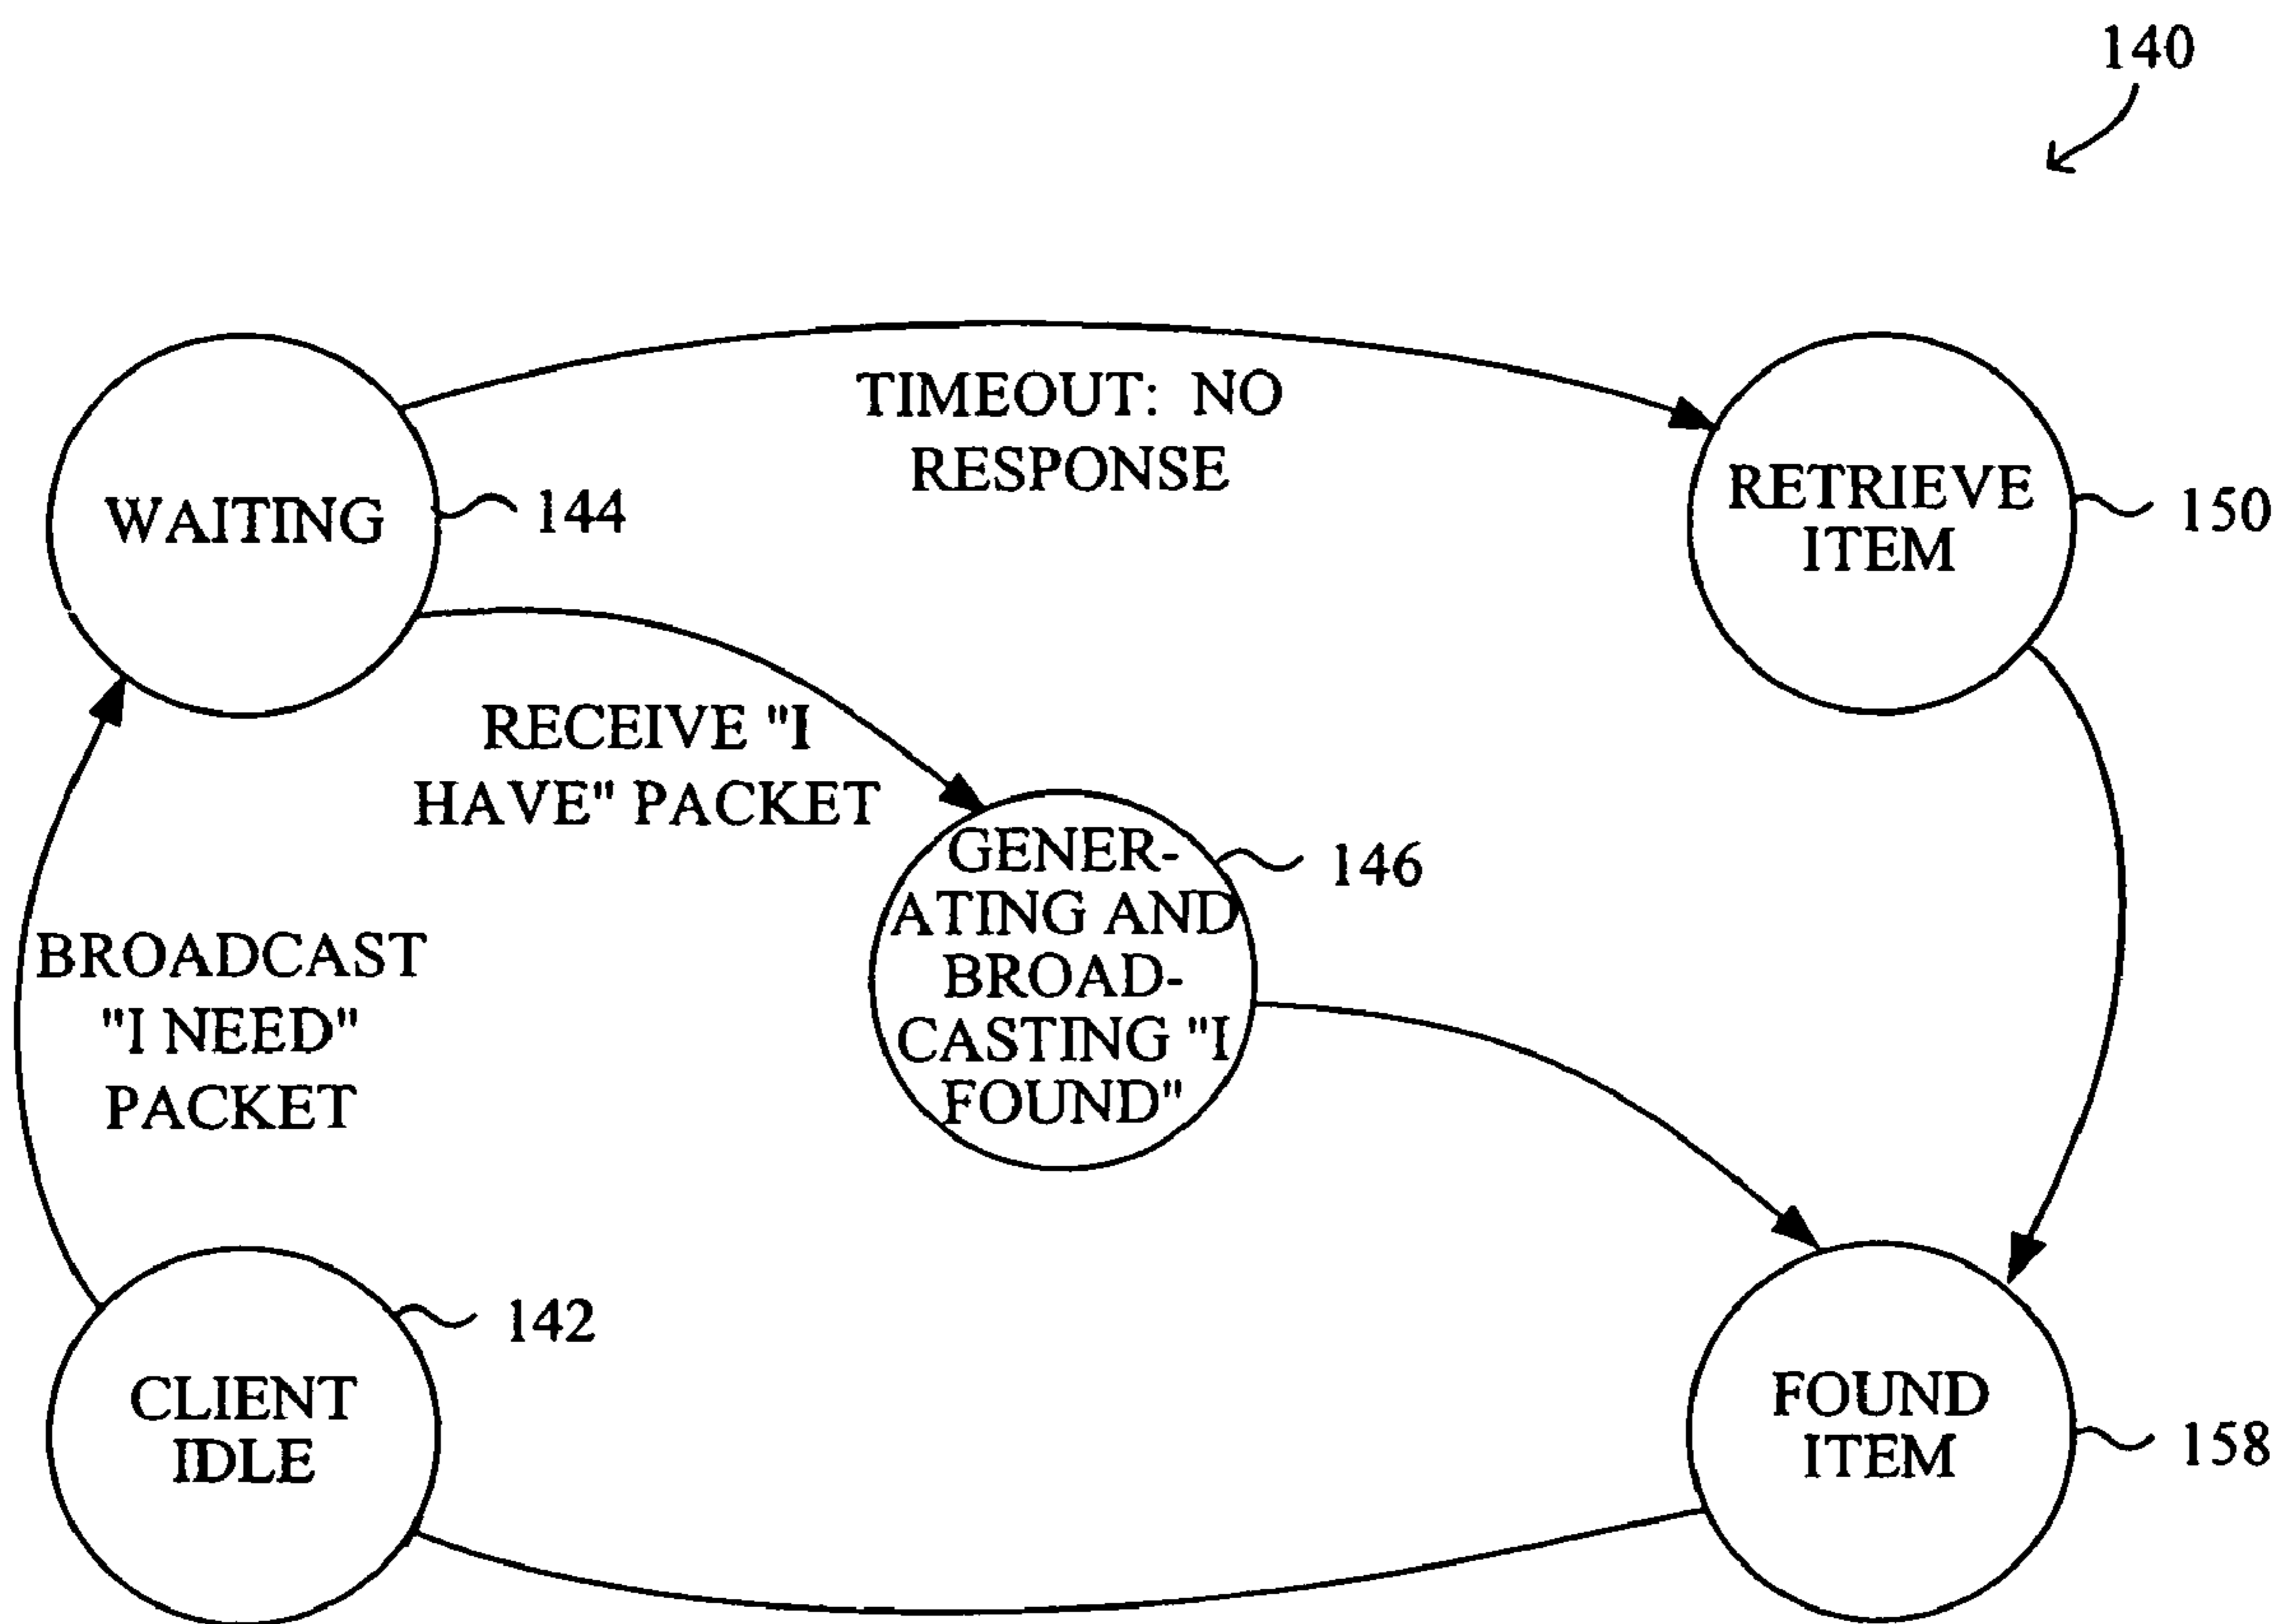 140
TIMEOUT: NO
RESPONSE
WAITING
144
RETRIEVE
ITEM
150
RECEIVE "I
HAVE" PACKET
GENER-
ATING AND
BROAD-
CASTING "I
FOUND"
146
BROADCAST
"I NEED"
PACKET
CLIENT
IDLE
142
FOUND
ITEM
158